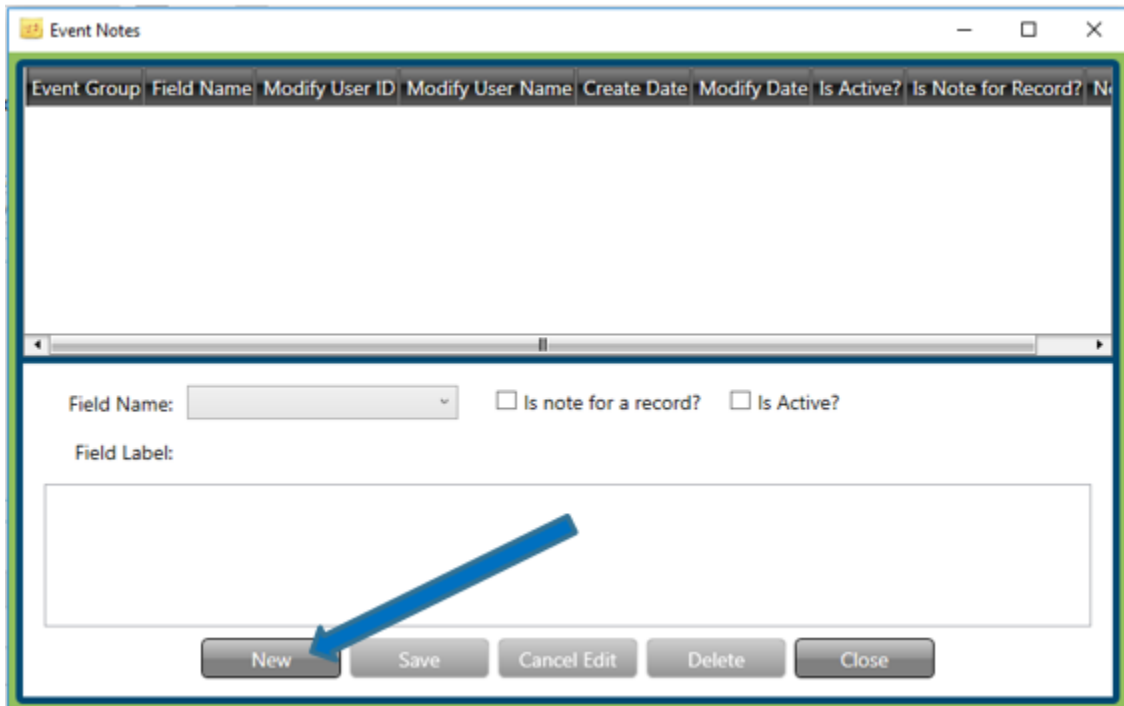 Event Notes
Event Group Field Name Modify User ID Modify User Name Create Date Modify Date Is Active? Is Note for Record?
Field Name: Is note for a record? Is Active?
Field Label:
New Save Cancel Edit Delete Close